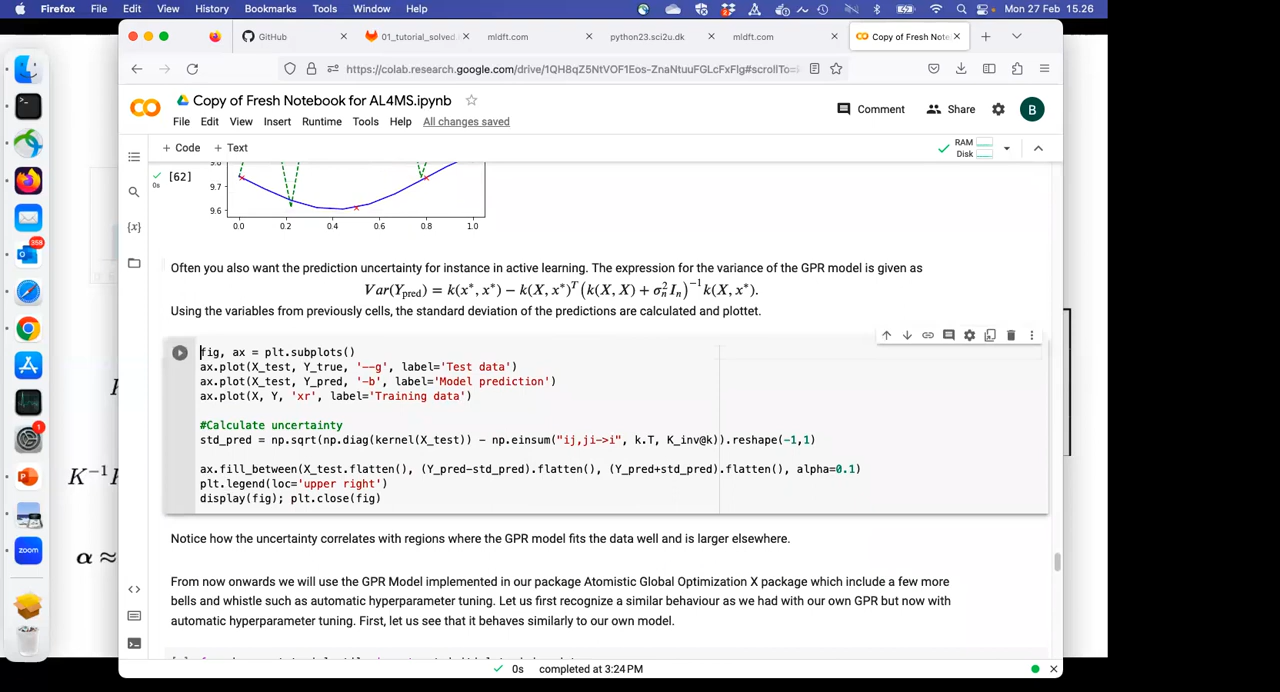 Firefox File Edit View History Bookmarks Tools Window Help Mon 27 Feb 15.26
GitHub 01_tutorial_solved. mldft.com python23.sci2u.dk mldft.com Copy of Fresh Note
https://colab.research.google.com/drive/1QH8qZ5NtVOF1Eos-ZnaNtuuFGLcFxFlg#scrollTo=
Copy of Fresh Notebook for AL4MS.ipynb
File Edit View Insert Runtime Tools Help All changes saved
Comment Share B
+ Code + Text
RAM
Disk
[62]
0s
9.7
9.6
0.0 0.2 0.4 0.6 0.8 1.0
Often you also want the prediction uncertainty for instance in active learning. The expression for the variance of the GPR model is given as
Var(Y_pred) = k(x*, x*) − k(X, x*)^T (k(X, X) + σ_n^2 I_n)^−1 k(X, x*).
Using the variables from previously cells, the standard deviation of the predictions are calculated and plottet.
fig, ax = plt.subplots()
ax.plot(X_test, Y_true, '--g', label='Test data')
ax.plot(X_test, Y_pred, '-b', label='Model prediction')
ax.plot(X, Y, 'xr', label='Training data')
#Calculate uncertainty
std_pred = np.sqrt(np.diag(kernel(X_test)) - np.einsum("ij,ji->i", k.T, K_inv@k)).reshape(-1,1)
ax.fill_between(X_test.flatten(), (Y_pred-std_pred).flatten(), (Y_pred+std_pred).flatten(), alpha=0.1)
plt.legend(loc='upper right')
display(fig); plt.close(fig)
Notice how the uncertainty correlates with regions where the GPR model fits the data well and is larger elsewhere.
From now onwards we will use the GPR Model implemented in our package Atomistic Global Optimization X package which include a few more
bells and whistle such as automatic hyperparameter tuning. Let us first recognize a similar behaviour as we had with our own GPR but now with
automatic hyperparameter tuning. First, let us see that it behaves similarly to our own model.
0s completed at 3:24 PM
K^−1
α ≈
zoom